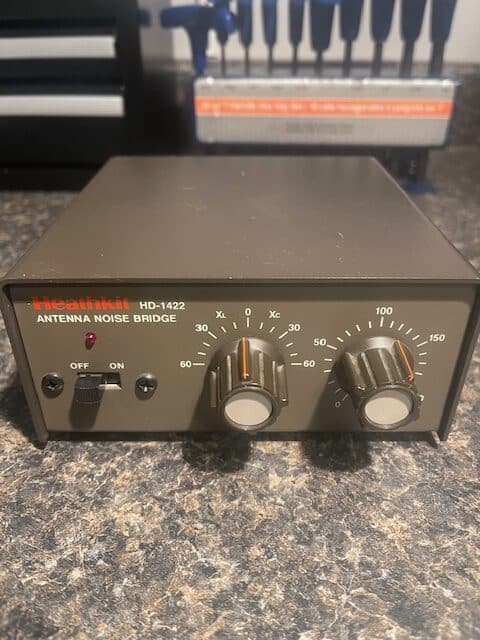 Heathkit HD-1422
ANTENNA NOISE BRIDGE
OFF ON
XL 0 XC
30 30
60 60
100
50 150
0